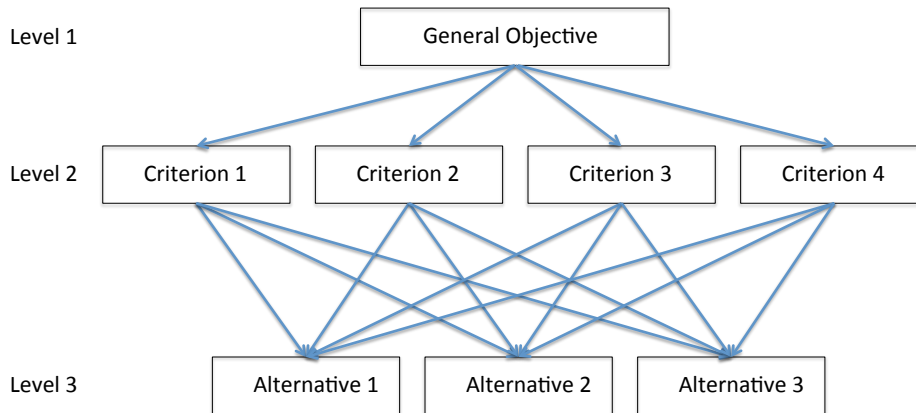 Level 1
General Objective
Level 2
Criterion 1
Criterion 2
Criterion 3
Criterion 4
Level 3
Alternative 1
Alternative 2
Alternative 3